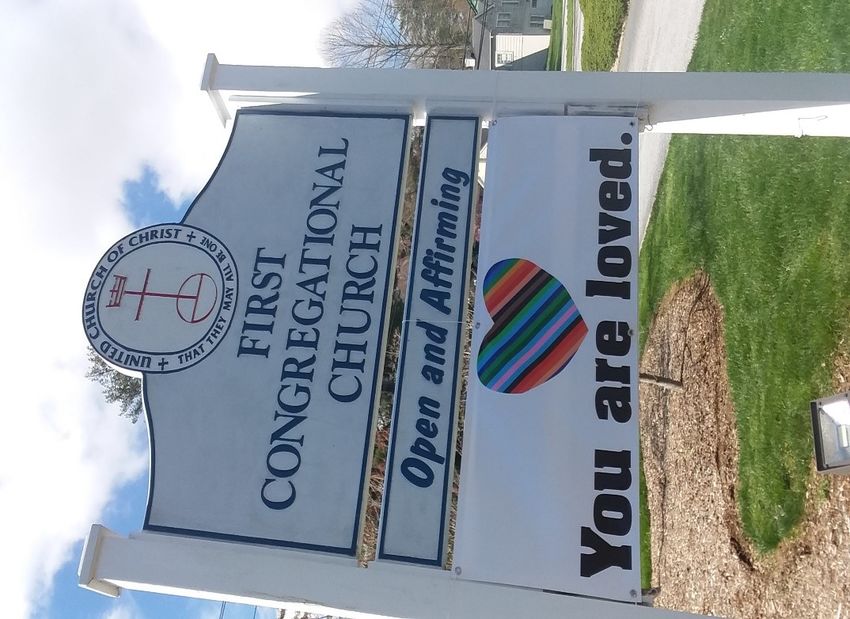 UNITED CHURCH OF CHRIST
THAT THEY MAY ALL BE ONE
FIRST
CONGREGATIONAL
CHURCH
Open and Affirming
You are loved.